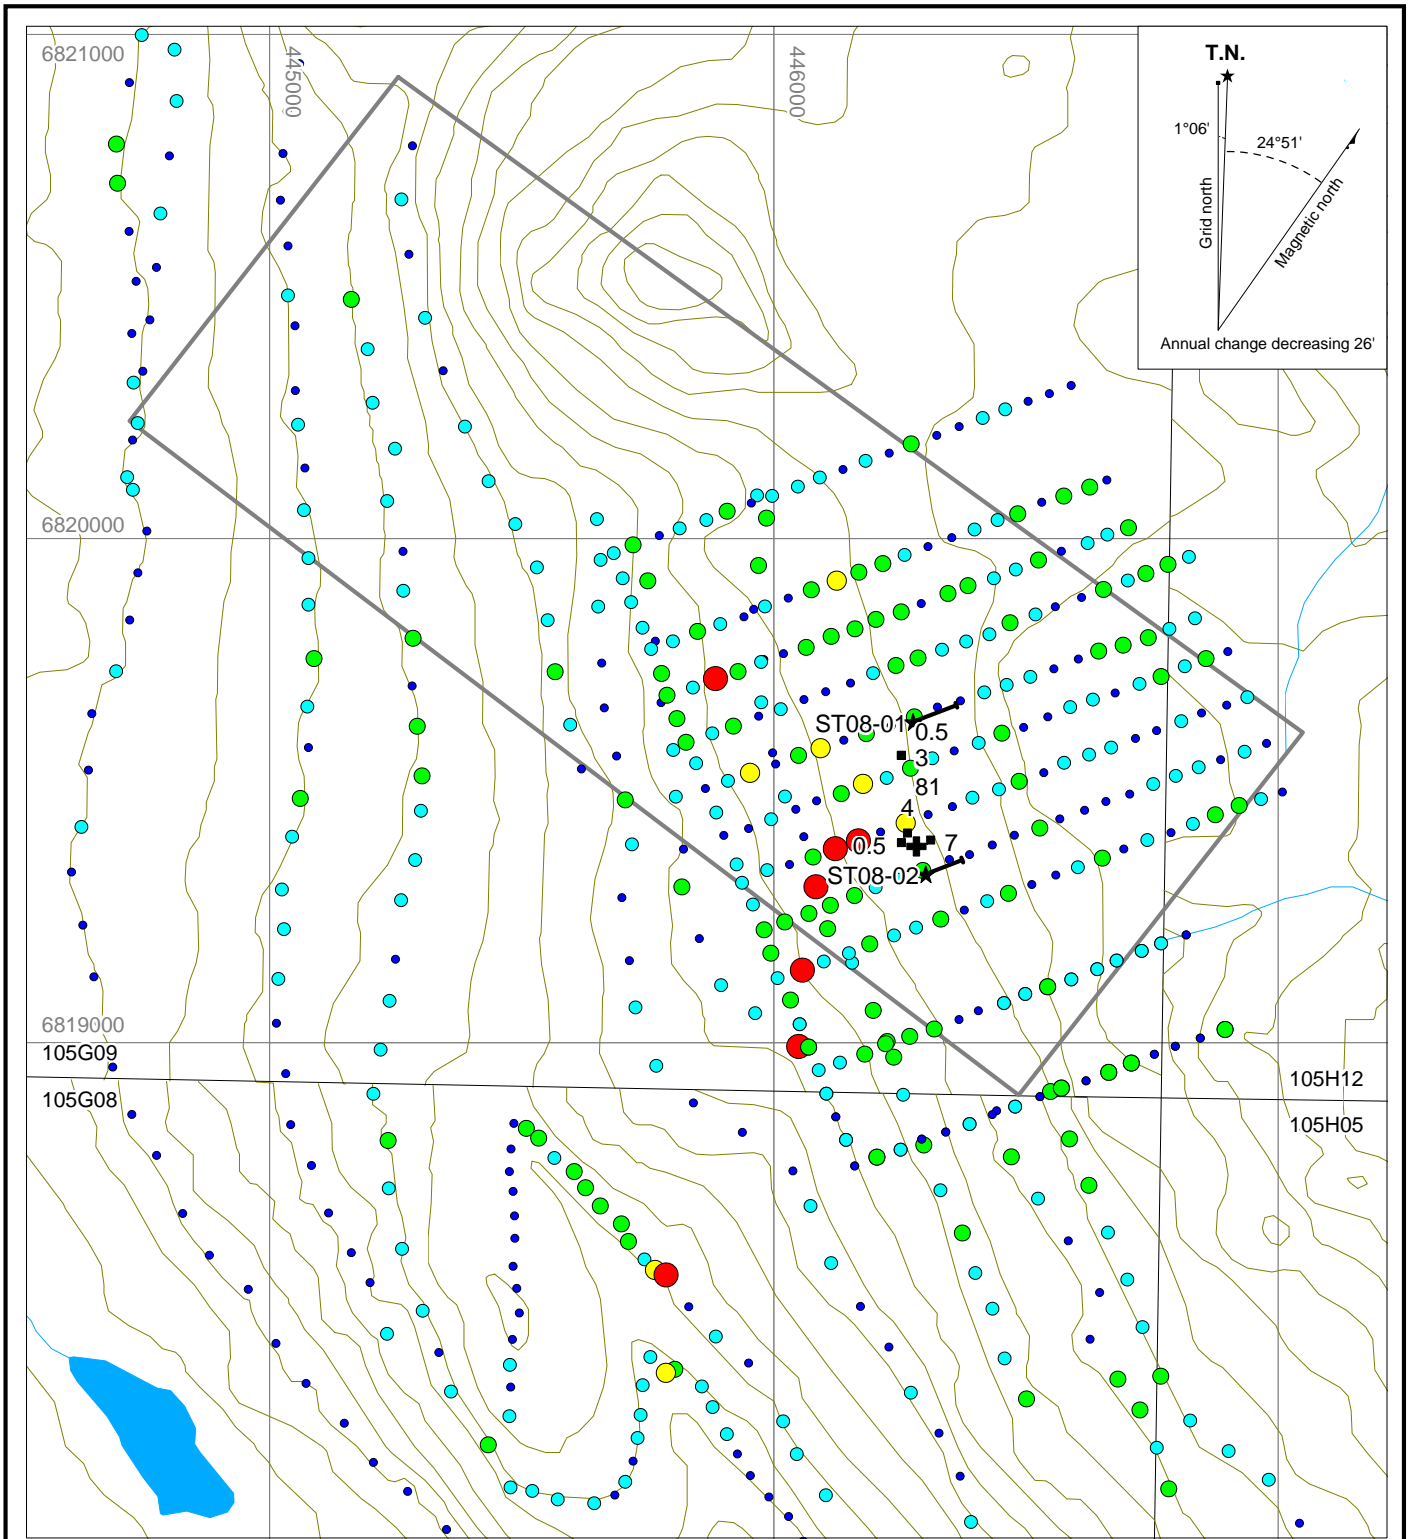 6821000
445000
446000
T.N.
1°06'
24°51'
Grid north
Magnetic north
Annual change decreasing 26'
6820000
ST08-01
0.5
3
81
4
0.5
7
ST08-02
6819000
105G09
105H12
105G08
105H05